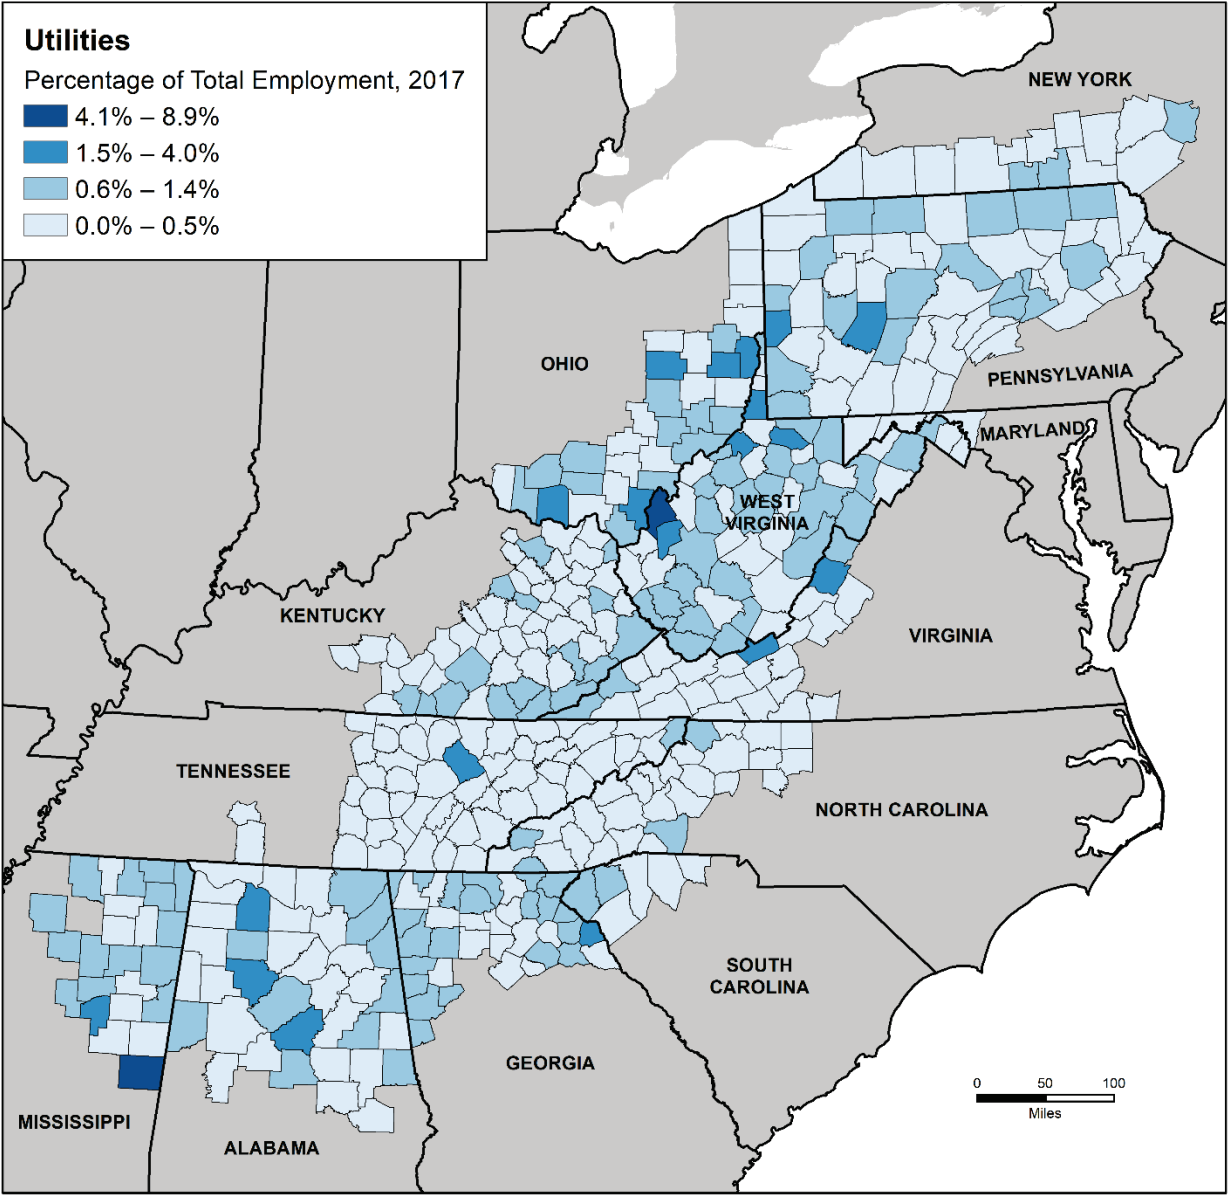 Utilities
Percentage of Total Employment, 2017
4.1% – 8.9%
1.5% – 4.0%
0.6% – 1.4%
0.0% – 0.5%
NEW YORK
OHIO
PENNSYLVANIA
MARYLAND
WEST
VIRGINIA
KENTUCKY
VIRGINIA
TENNESSEE
NORTH CAROLINA
SOUTH
CAROLINA
GEORGIA
MISSISSIPPI
ALABAMA
0 50 100
Miles